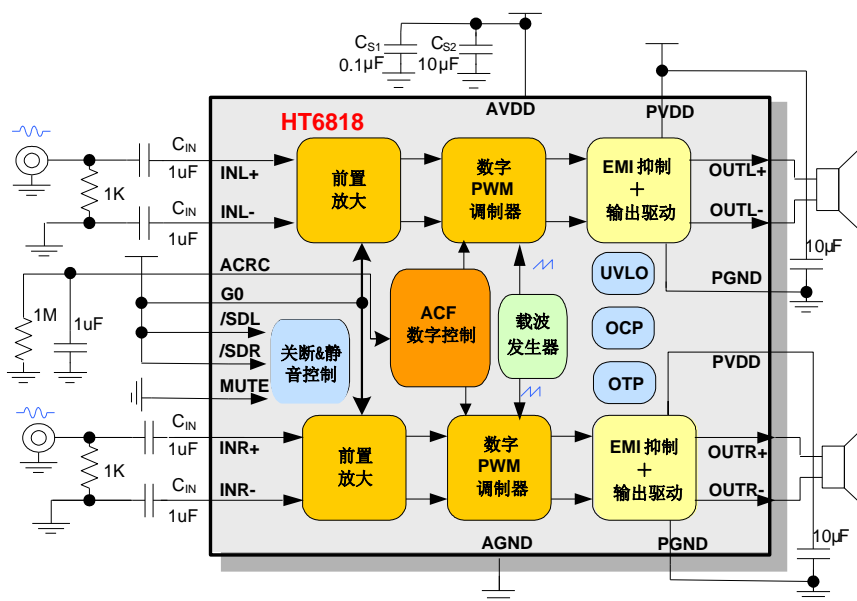 CS1
0.1µF
CS2
10µF
AVDD
PVDD
HT6818
CIN
1uF
INL+
1K
CIN
1uF
INL-
前置
放大
数字
PWM
调制器
EMI 抑制
+
输出驱动
OUTL+
OUTL-
10µF
PGND
ACRC
G0
1M
1uF
/SDL
/SDR
MUTE
关断&静
音控制
ACF
数字控制
载波
发生器
UVLO
OCP
OTP
PVDD
CIN
1uF
INR+
1K
CIN
1uF
INR-
前置
放大
数字
PWM
调制器
EMI 抑制
+
输出驱动
OUTR+
OUTR-
10µF
AGND
PGND